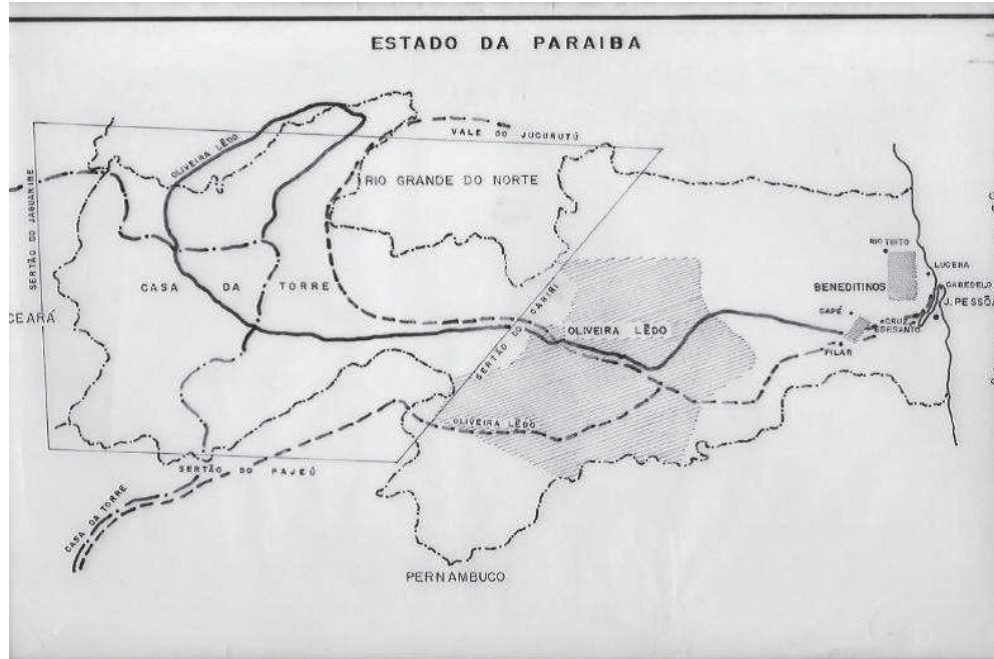 ESTADO DA PARAIBA
VALE DO JUCURUTÚ
OLIVEIRA LÊDO
RIO GRANDE DO NORTE
SERTÃO DO JAGUARIBE
CASA DA TORRE
CEARÁ
SERTÃO DO CARIRI
OLIVEIRA LÊDO
RIO TINTO
LUCENA
BENEDITINOS
CABEDELO
J. PESSÔA
SAPÉ
CRUZ
ESP.SANTO
PILAR
OLIVEIRA LÊDO
SERTÃO DO PAJEÚ
CASA DA TORRE
PERNAMBUCO